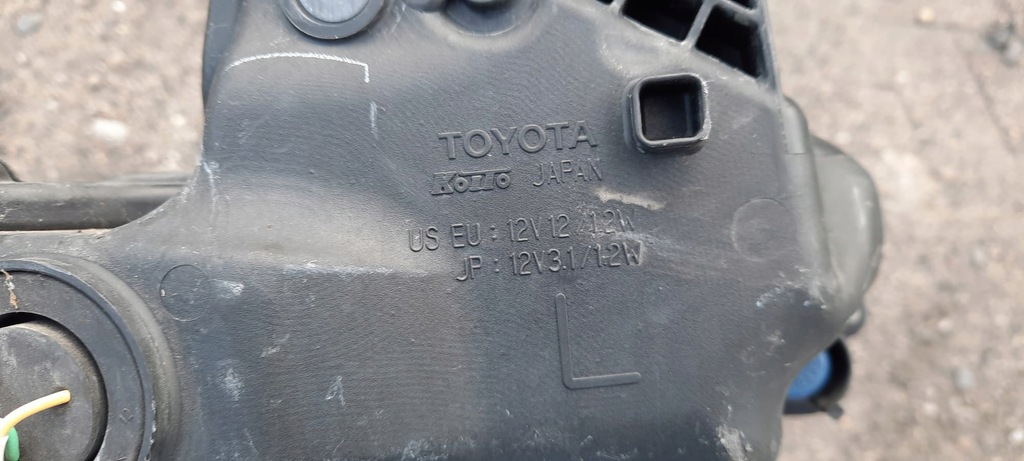 TOYOTA
KOITO JAPAN
US EU : 12V 12 / 1.2W
JP : 12V 3.1 / 1.2W
L